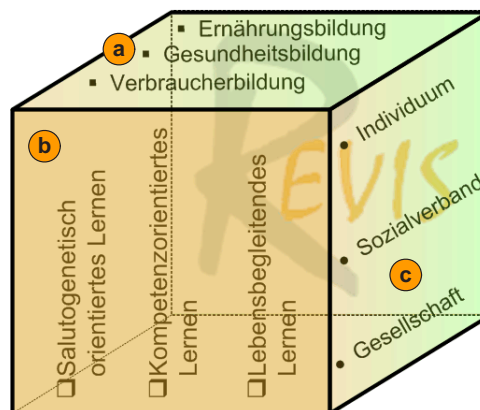 a
Ernährungsbildung
Gesundheitsbildung
Verbraucherbildung
b
Salutogenetisch
orientiertes Lernen
Kompetenzorientiertes
Lernen
Lebensbegleitendes
Lernen
REVIS
Individuum
Sozialverband
c
Gesellschaft